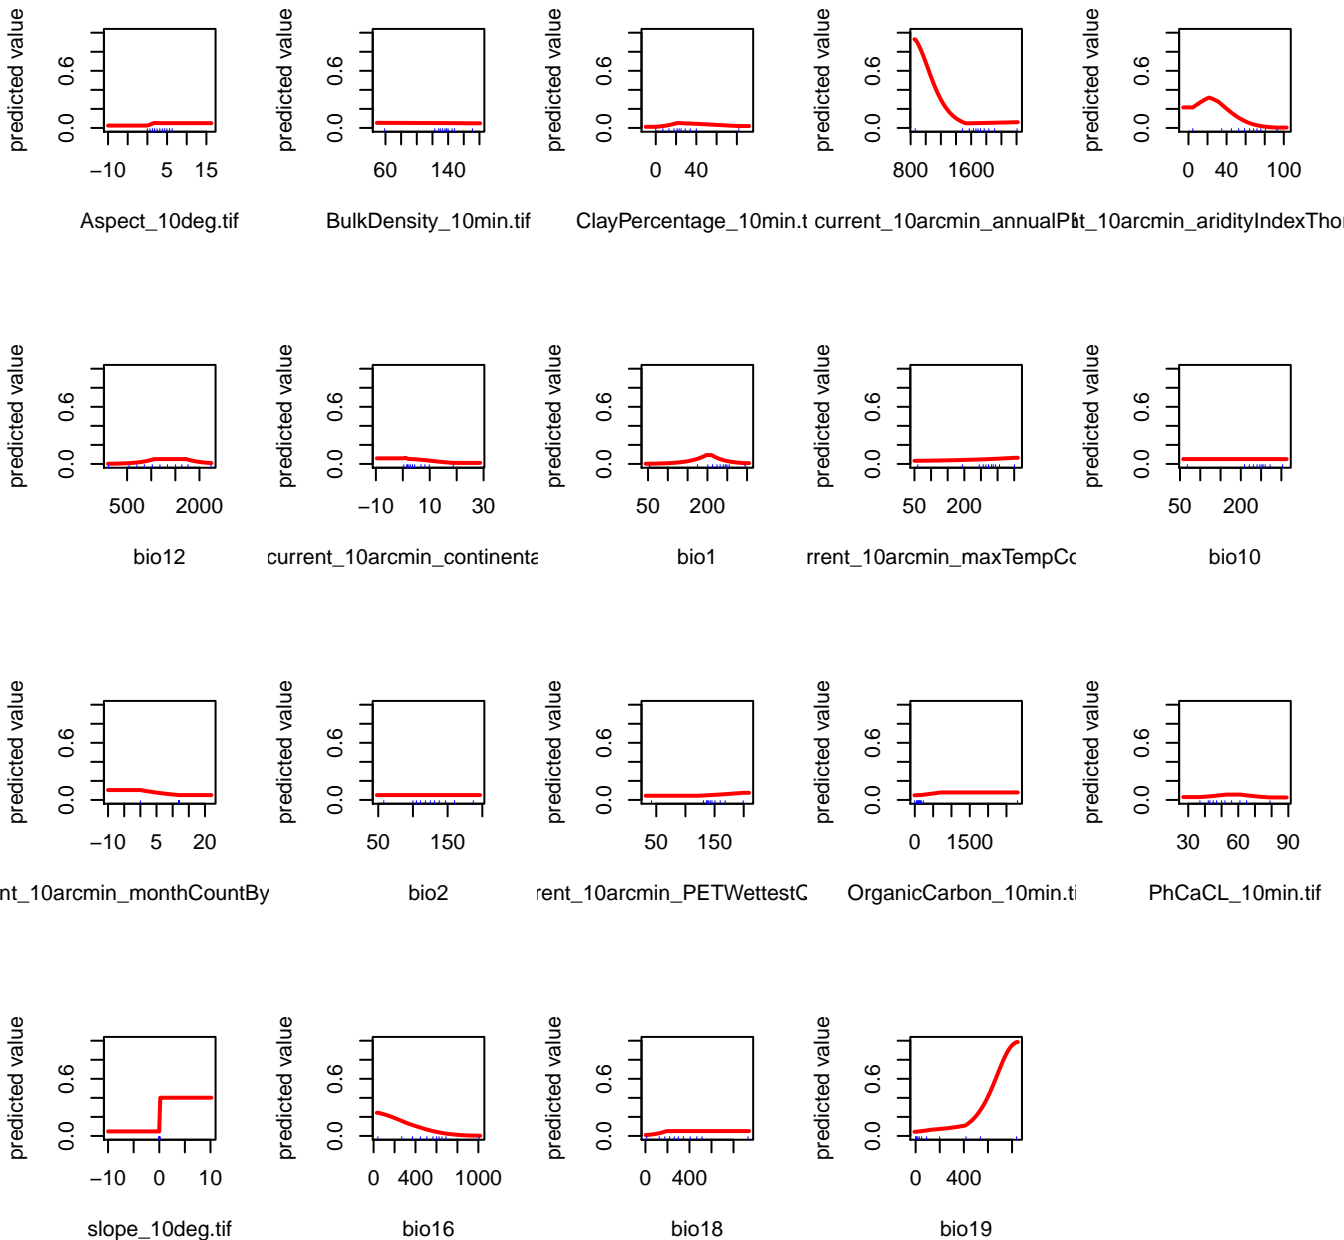 predicted value predicted value predicted value predicted value predicted value
0.6 0.6 0.6 0.6 0.6
0.0 0.0 0.0 0.0 0.0
−10 5 15 60 140 0 40 800 1600 0 40 100
Aspect_10deg.tif BulkDensity_10min.tif ClayPercentage_10min.t current_10arcmin_annualPE nt_10arcmin_aridityIndexThor
predicted value predicted value predicted value predicted value predicted value
0.6 0.6 0.6 0.6 0.6
0.0 0.0 0.0 0.0 0.0
500 2000 −10 10 30 50 200 50 200 50 200
bio12 current_10arcmin_continenta bio1 rrent_10arcmin_maxTempCo bio10
predicted value predicted value predicted value predicted value predicted value
0.6 0.6 0.6 0.6 0.6
0.0 0.0 0.0 0.0 0.0
−10 5 20 50 150 50 150 0 1500 30 60 90
nt_10arcmin_monthCountBy bio2 rent_10arcmin_PETWettestQ OrganicCarbon_10min.ti PhCaCL_10min.tif
predicted value predicted value predicted value predicted value
0.6 0.6 0.6 0.6
0.0 0.0 0.0 0.0
−10 0 10 0 400 1000 0 400 0 400
slope_10deg.tif bio16 bio18 bio19